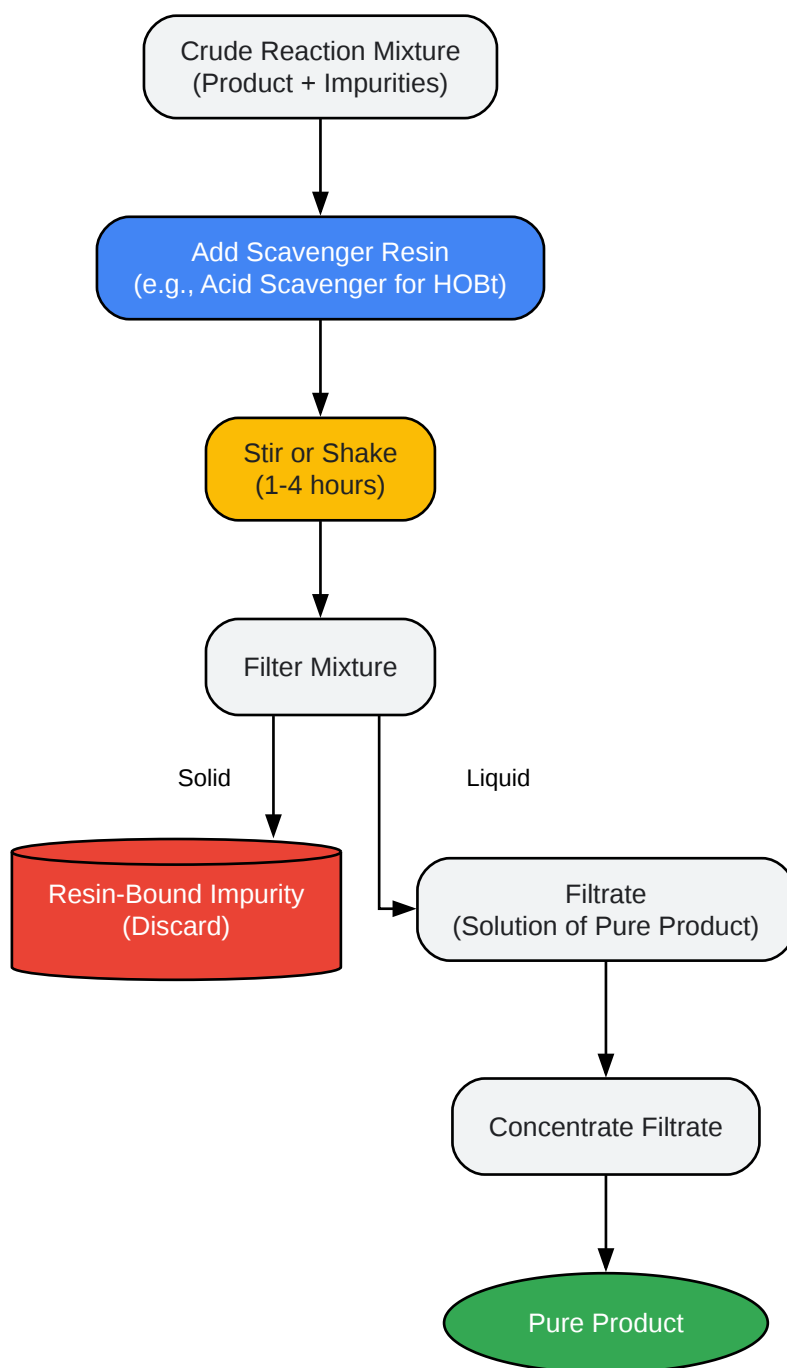 Crude Reaction Mixture
(Product + Impurities)
Add Scavenger Resin
(e.g., Acid Scavenger for HOBt)
Stir or Shake
(1-4 hours)
Filter Mixture
Solid
Liquid
Resin-Bound Impurity
(Discard)
Filtrate
(Solution of Pure Product)
Concentrate Filtrate
Pure Product